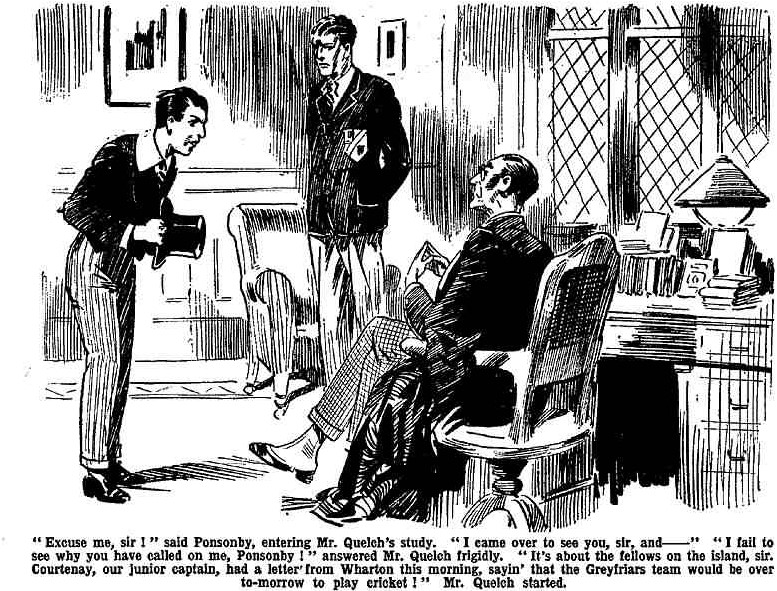 “ Excuse me, sir ! ” said Ponsonby, entering Mr. Quelch’s study. “ I came over to see you, sir, and—— ” “ I fail to
see why you have called on me, Ponsonby ! ” answered Mr. Quelch frigidly. “ It’s about the fellows on the island, sir.
Courtenay, our junior captain, had a letter from Wharton this morning, sayin’ that the Greyfriars team would be over
to-morrow to play cricket ! ” Mr. Quelch started.